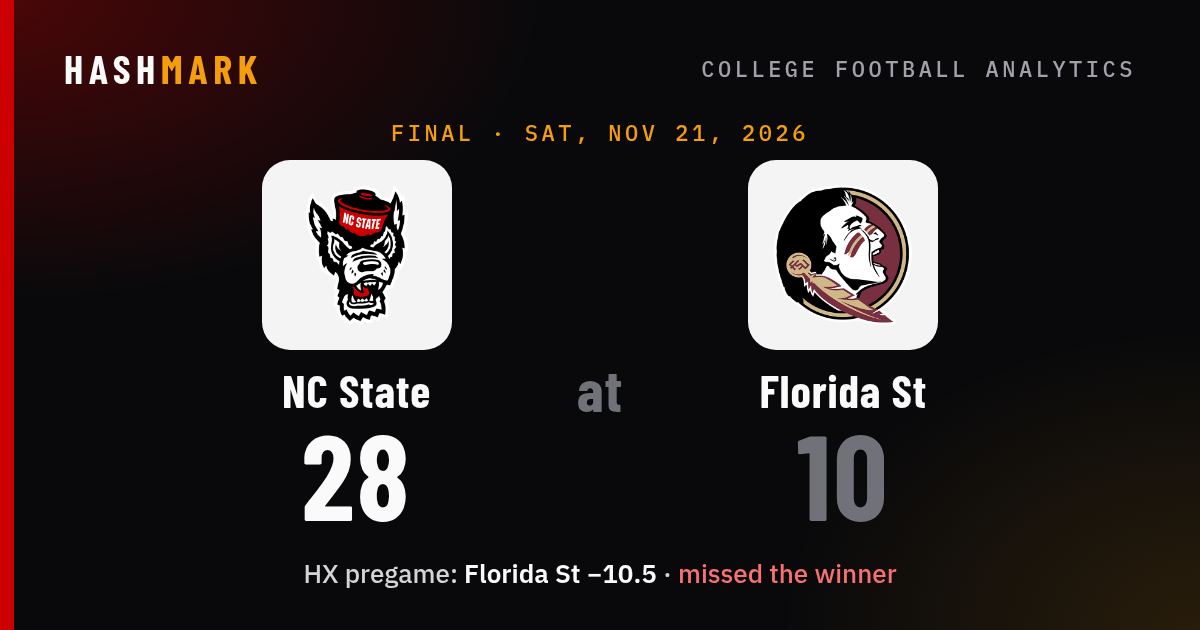 HASHMARK
COLLEGE FOOTBALL ANALYTICS
FINAL · SAT, NOV 21, 2026
NC STATE
FSU
NC State
at
Florida St
28
10
HX pregame: Florida St −10.5 · missed the winner